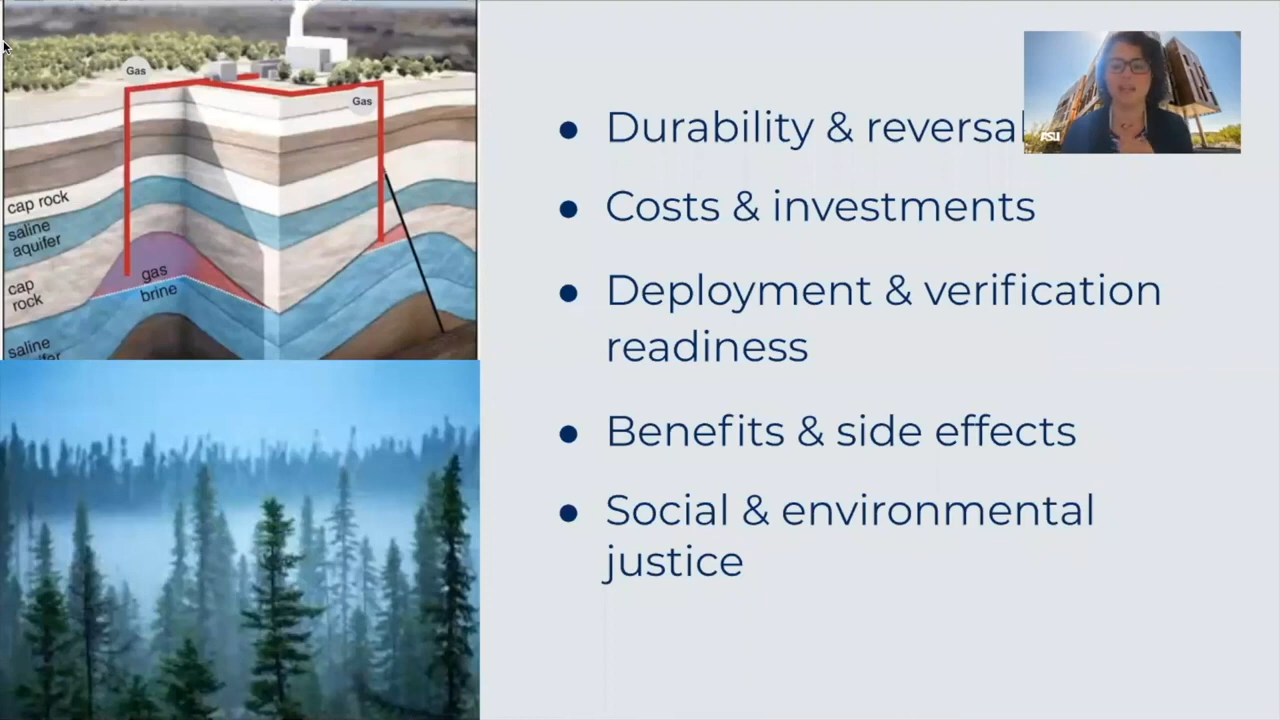 Gas
Gas
cap rock
saline
aquifer
cap
rock
gas
brine
saline
ASU
● Durability &
● Costs & investments
● Deployment & verification
readiness
● Benefits & side effects
● Social & environmental
justice